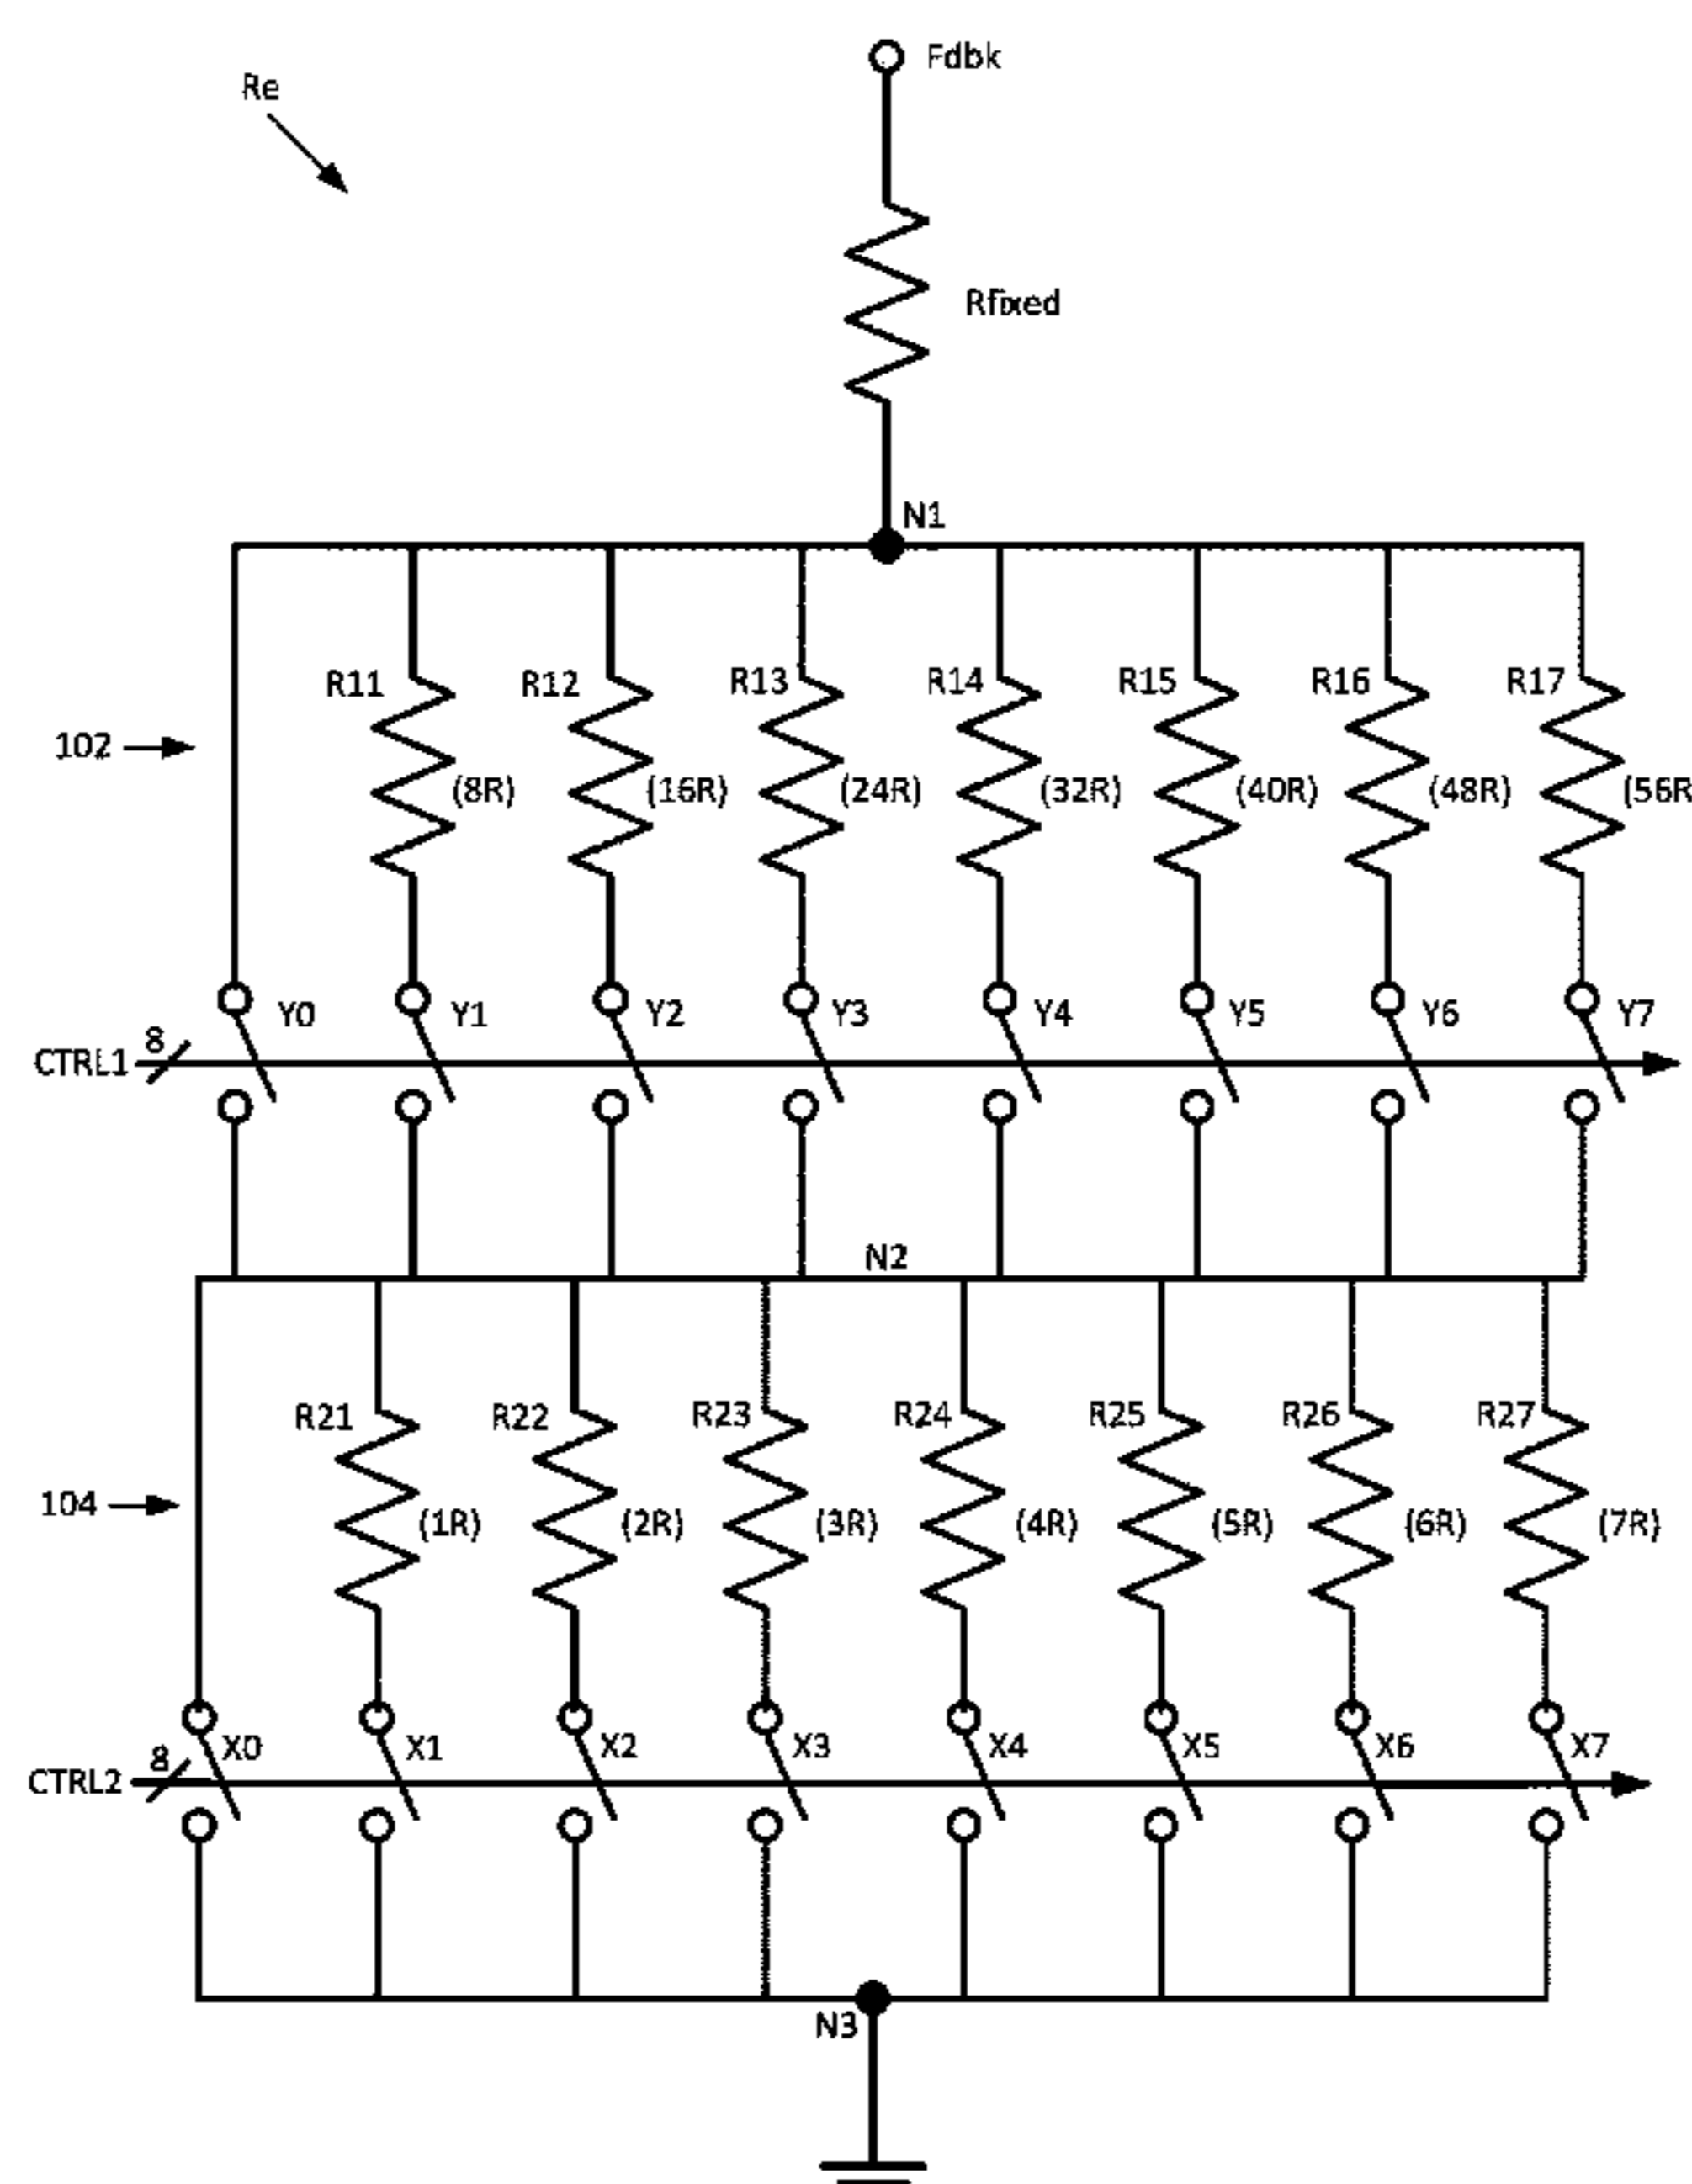 Fdbk
Re
Rfixed
N1
R11 R12 R13 R14 R15 R16 R17
102
(8R) (16R) (24R) (32R) (40R) (48R) (56R
Y0 Y1 Y2 Y3 Y4 Y5 Y6 Y7
CTRL1 8
N2
R21 R22 R23 R24 R25 R26 R27
104
(1R) (2R) (3R) (4R) (5R) (6R) (7R)
X0 X1 X2 X3 X4 X5 X6 X7
CTRL2 8
N3